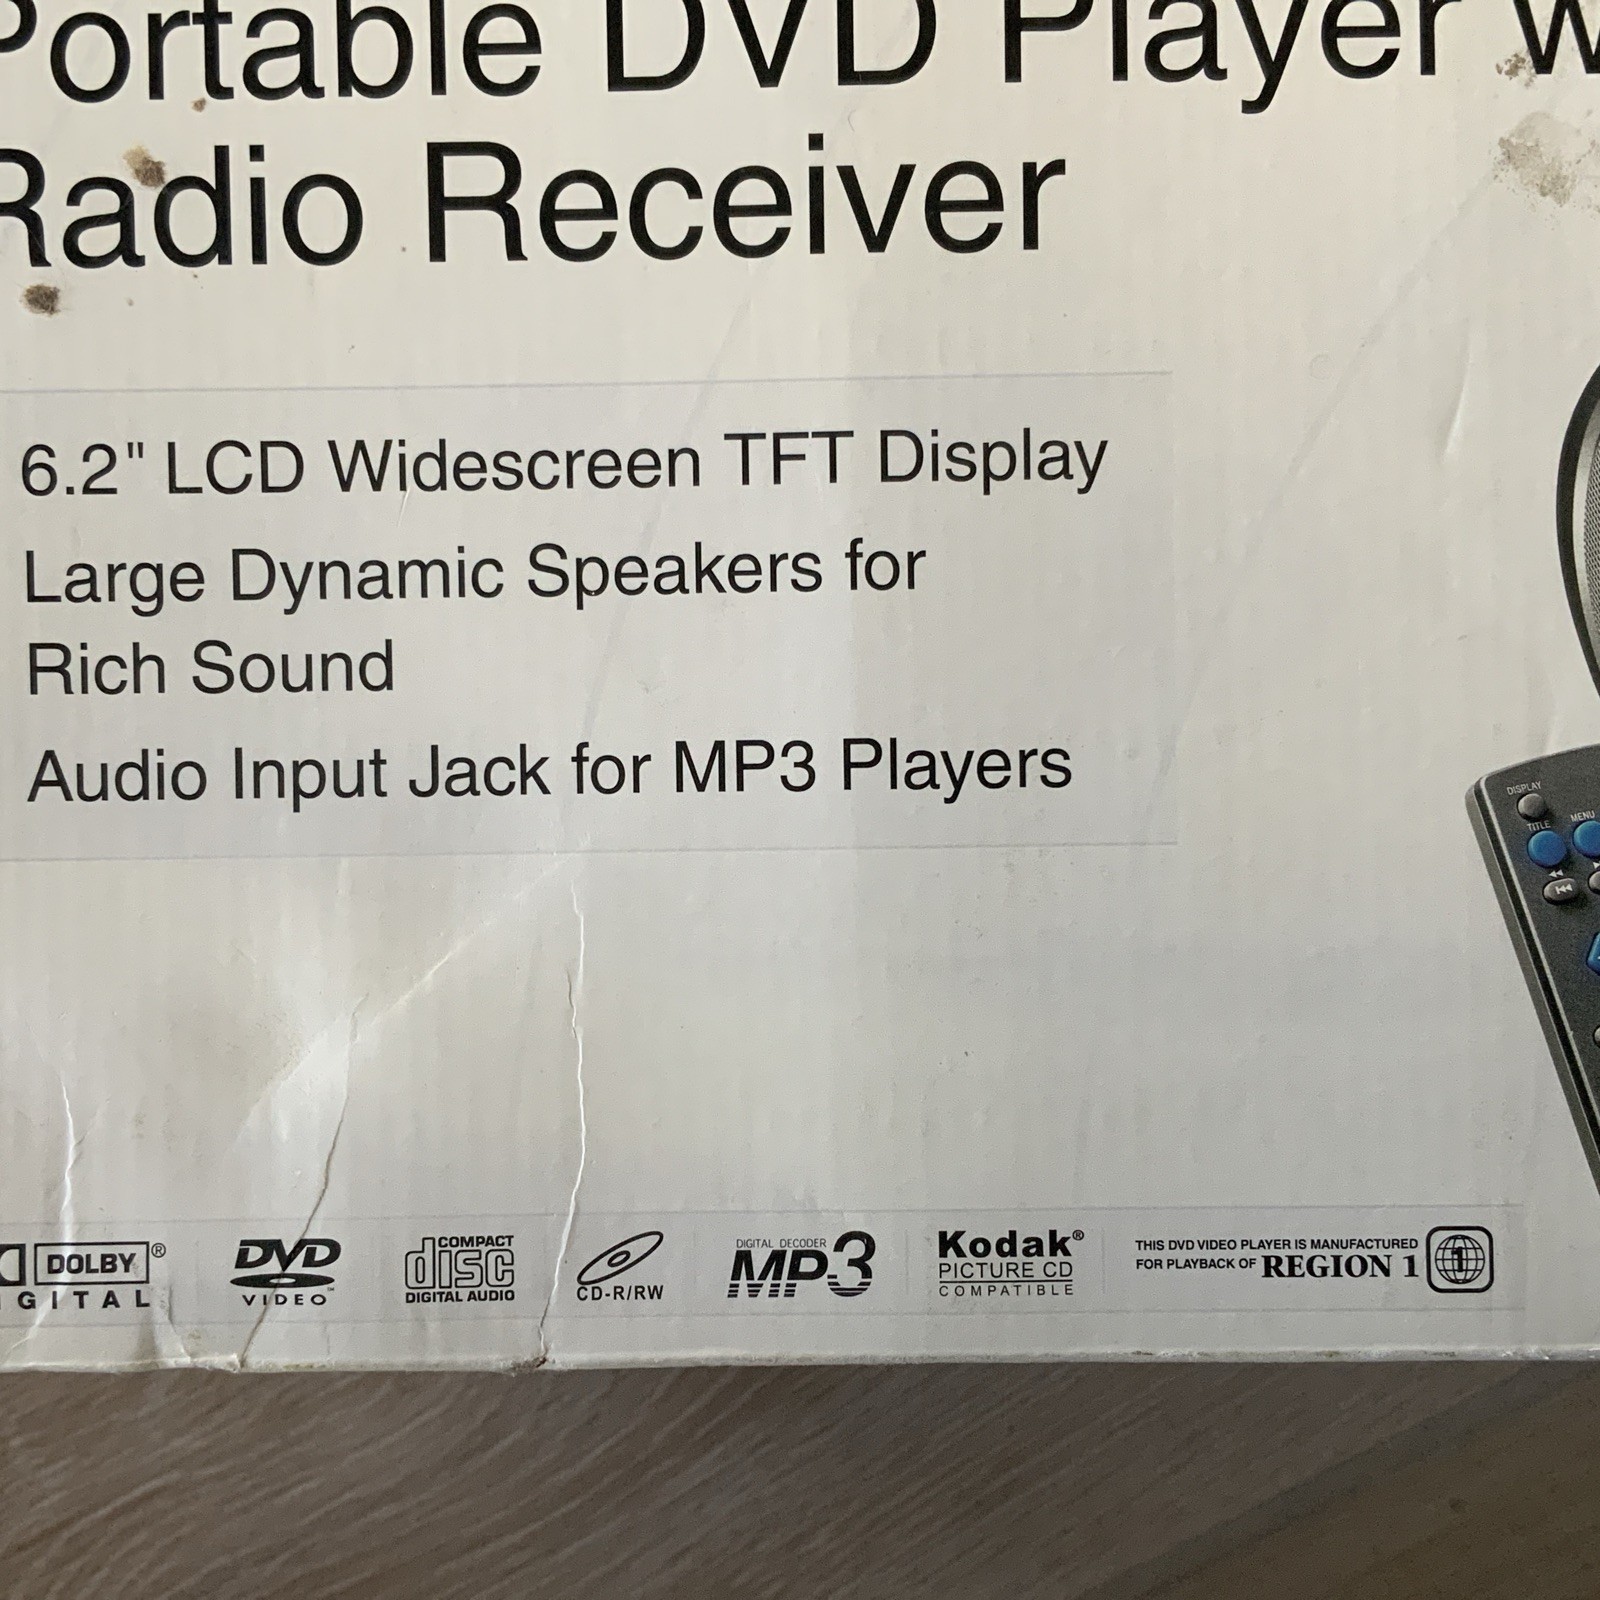 Portable DVD Player w
Radio Receiver
6.2" LCD Widescreen TFT Display
Large Dynamic Speakers for
Rich Sound
Audio Input Jack for MP3 Players
DISPLAY
TITLE MENU
DOLBY®
GITAL
DVD
VIDEO™
COMPACT
disc
DIGITAL AUDIO
CD-R/RW
DIGITAL DECODER
MP3
Kodak®
PICTURE CD
COMPATIBLE
THIS DVD VIDEO PLAYER IS MANUFACTURED
FOR PLAYBACK OF REGION 1
1